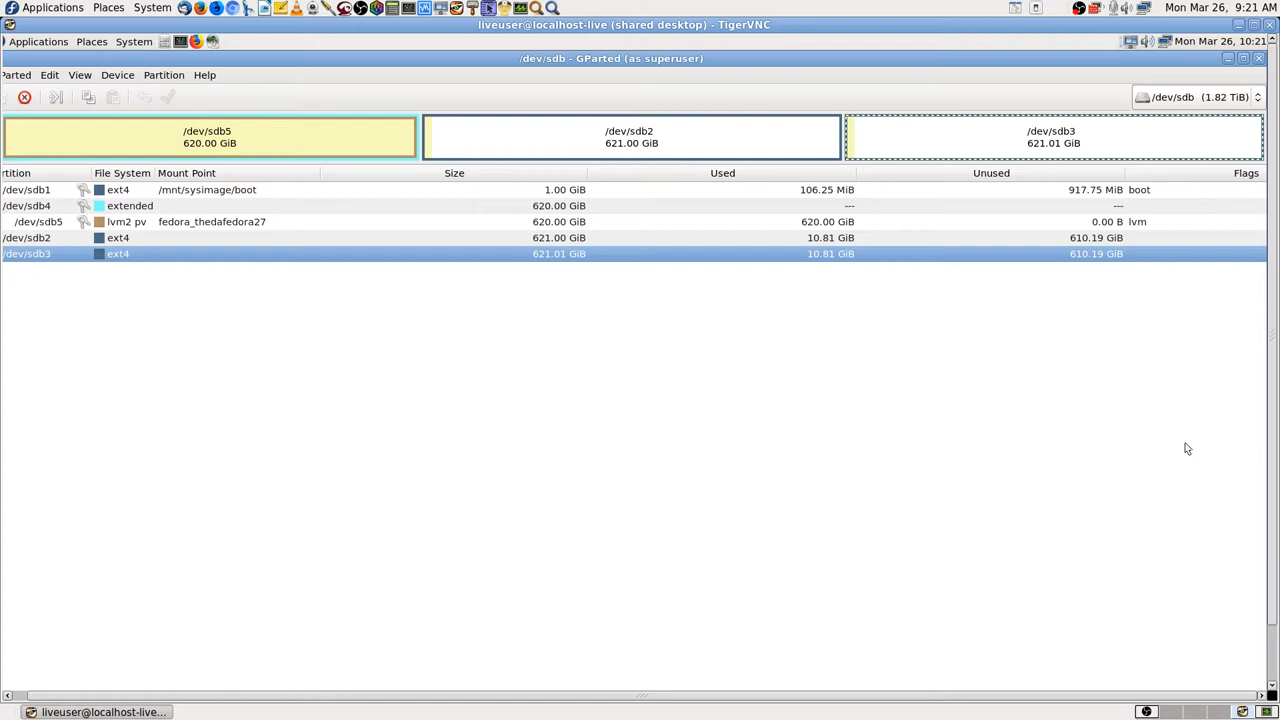 Applications Places System Mon Mar 26, 9:21 AM
liveuser@localhost-live (shared desktop) - TigerVNC
Applications Places System Mon Mar 26, 10:21
/dev/sdb - GParted (as superuser)
Parted Edit View Device Partition Help
/dev/sdb (1.82 TiB)
/dev/sdb5 /dev/sdb2 /dev/sdb3
620.00 GiB 621.00 GiB 621.01 GiB
rtition File System Mount Point Size Used Unused Flags
/dev/sdb1 ext4 /mnt/sysimage/boot 1.00 GiB 106.25 MiB 917.75 MiB boot
/dev/sdb4 extended 620.00 GiB --- ---
/dev/sdb5 lvm2 pv fedora_thedafedora27 620.00 GiB 620.00 GiB 0.00 B lvm
/dev/sdb2 ext4 621.00 GiB 10.81 GiB 610.19 GiB
/dev/sdb3 ext4 621.01 GiB 10.81 GiB 610.19 GiB
liveuser@localhost-live...